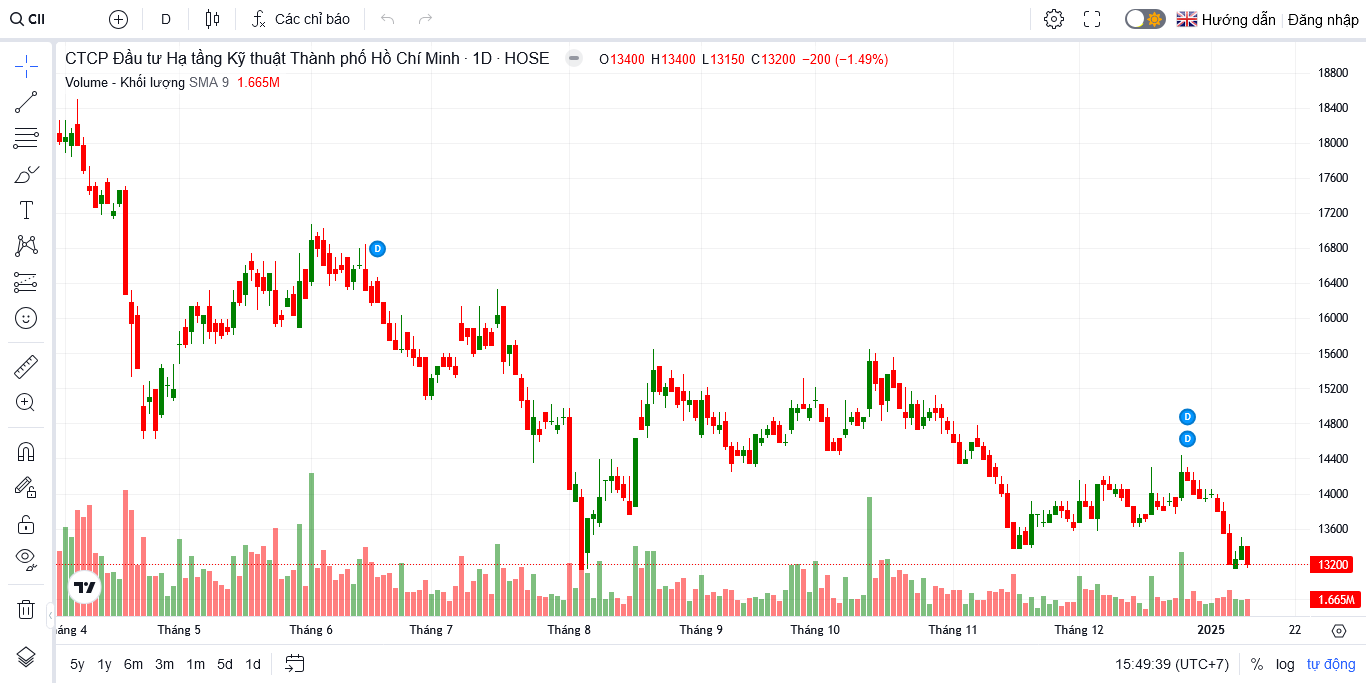 CII D Các chỉ báo Hướng dẫn Đăng nhập
CTCP Đầu tư Hạ tầng Kỹ thuật Thành phố Hồ Chí Minh · 1D · HOSE O13400 H13400 L13150 C13200 −200 (−1.49%)
Volume - Khối lượng SMA 9 1.665M
18800
18400
18000
17600
17200
16800
16400
16000
15600
15200
14800
14400
14000
13600
13200
1.665M
D
D
D
áng 4 Tháng 5 Tháng 6 Tháng 7 Tháng 8 Tháng 9 Tháng 10 Tháng 11 Tháng 12 2025 22
5y 1y 6m 3m 1m 5d 1d 15:49:39 (UTC+7) % log tự động